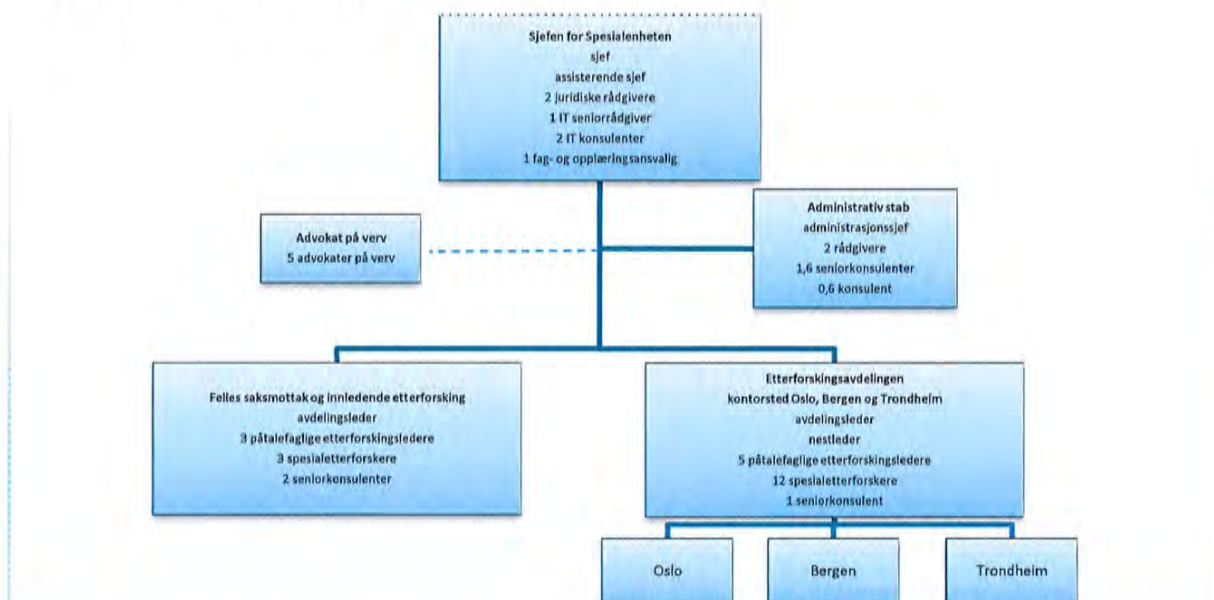 Sjefen for Spesialenheten
sjef
assisterende sjef
2 juridiske rådgivere
1 IT seniorrådgiver
2 IT konsulenter
1 fag- og opplæringsansvalig
Advokat på verv
5 advokater på verv
Administrativ stab
administrasjonssjef
2 rådgivere
1,6 seniorkonsulenter
0,6 konsulent
Felles saksmottak og innledende etterforsking
avdelingsleder
3 påtalefaglige etterforskingsledere
3 spesialetterforskere
2 seniorkonsulenter
Etterforskingsavdelingen
kontorsted Oslo, Bergen og Trondheim
avdelingsleder
nestleder
5 påtalefaglige etterforskingsledere
12 spesialetterforskere
1 seniorkonsulent
Oslo
Bergen
Trondheim